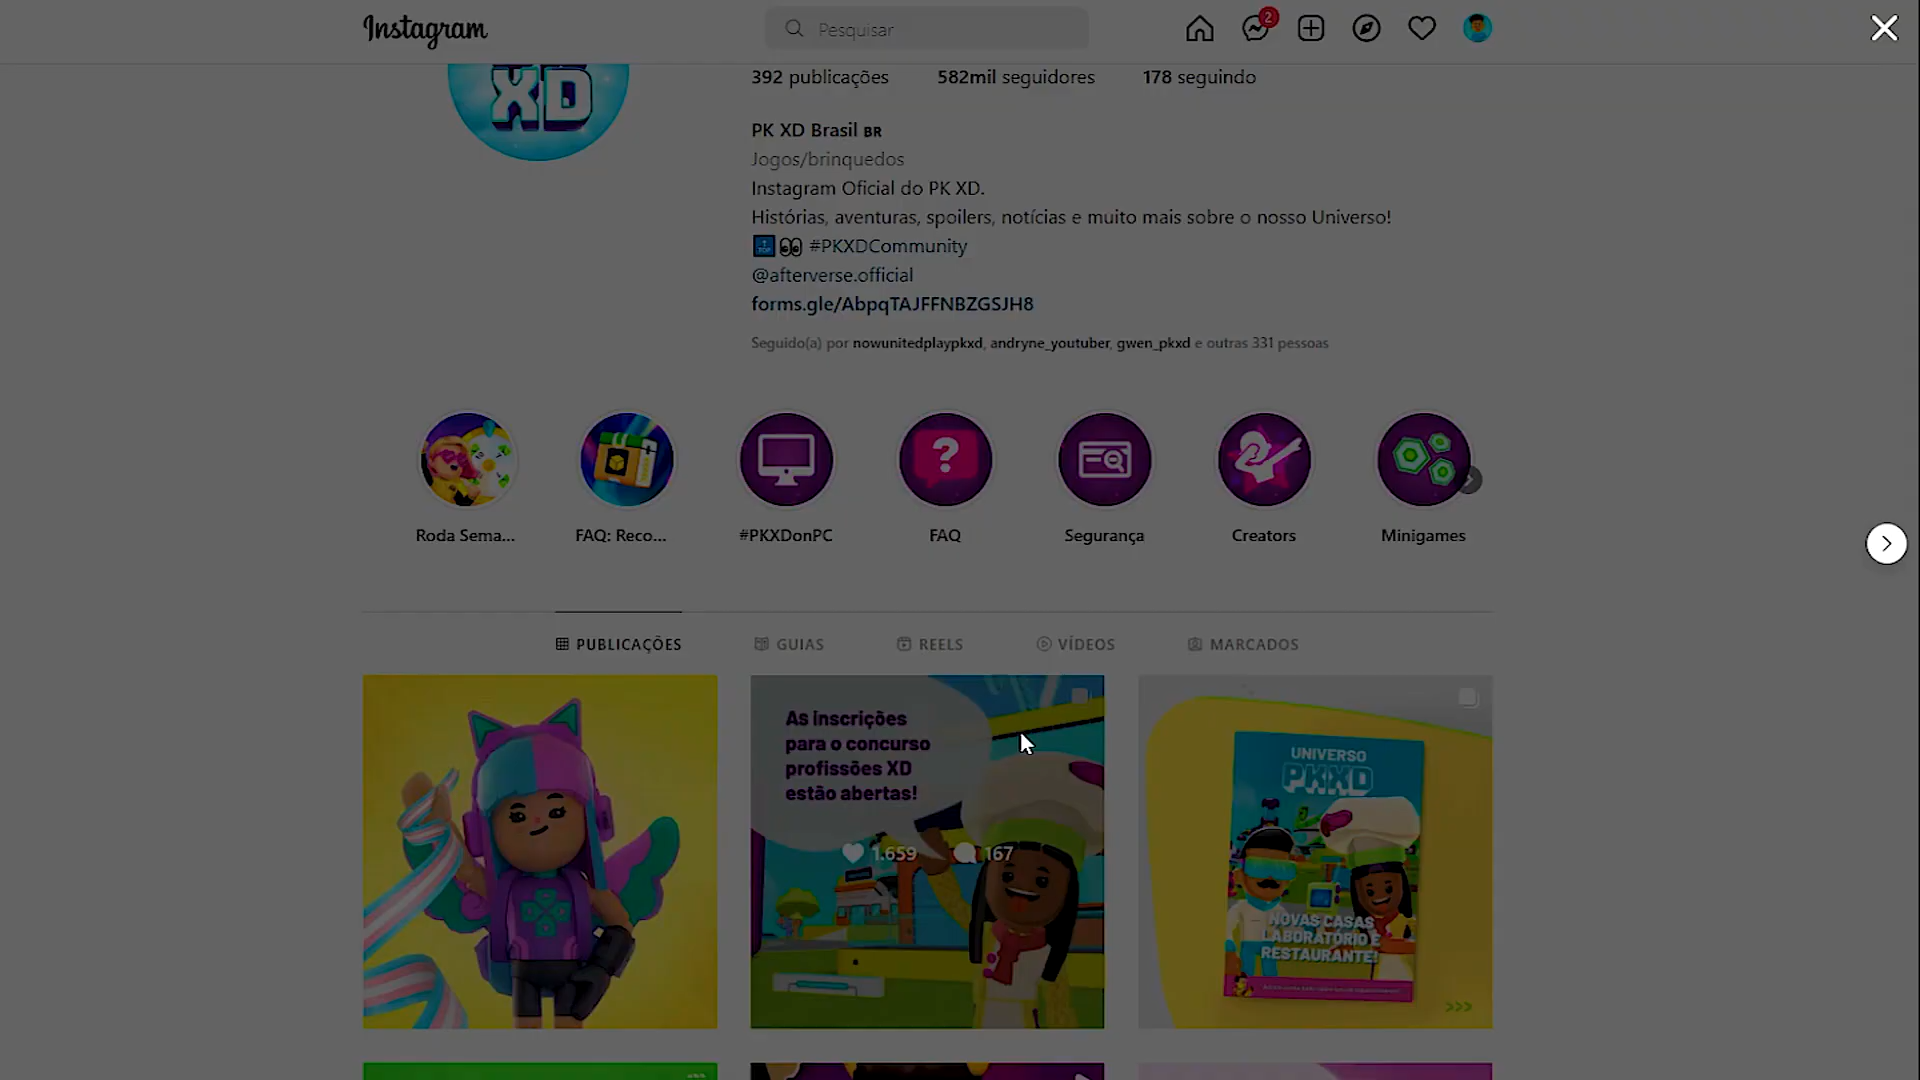 Instagram
Pesquisar
2
XD
392 publicações 582mil seguidores 178 seguindo
PK XD Brasil BR
Jogos/brinquedos
Instagram Oficial do PK XD.
Histórias, aventuras, spoilers, notícias e muito mais sobre o nosso Universo!
🔝👀 #PKXDCommunity
@afterverse.official
forms.gle/AbpqTAJFFNBZGSJH8
Seguido(a) por nowunitedplaypkxd, andryne_youtuber, gwen_pkxd e outras 331 pessoas
Roda Sema... FAQ: Reco... #PKXDonPC FAQ Segurança Creators Minigames
PUBLICAÇÕES GUIAS REELS VÍDEOS MARCADOS
As inscrições
para o concurso
profissões XD
estão abertas!
1.659 167
UNIVERSO
PKXD
NOVAS CASAS
LABORATÓRIO E
RESTAURANTE!
>>>